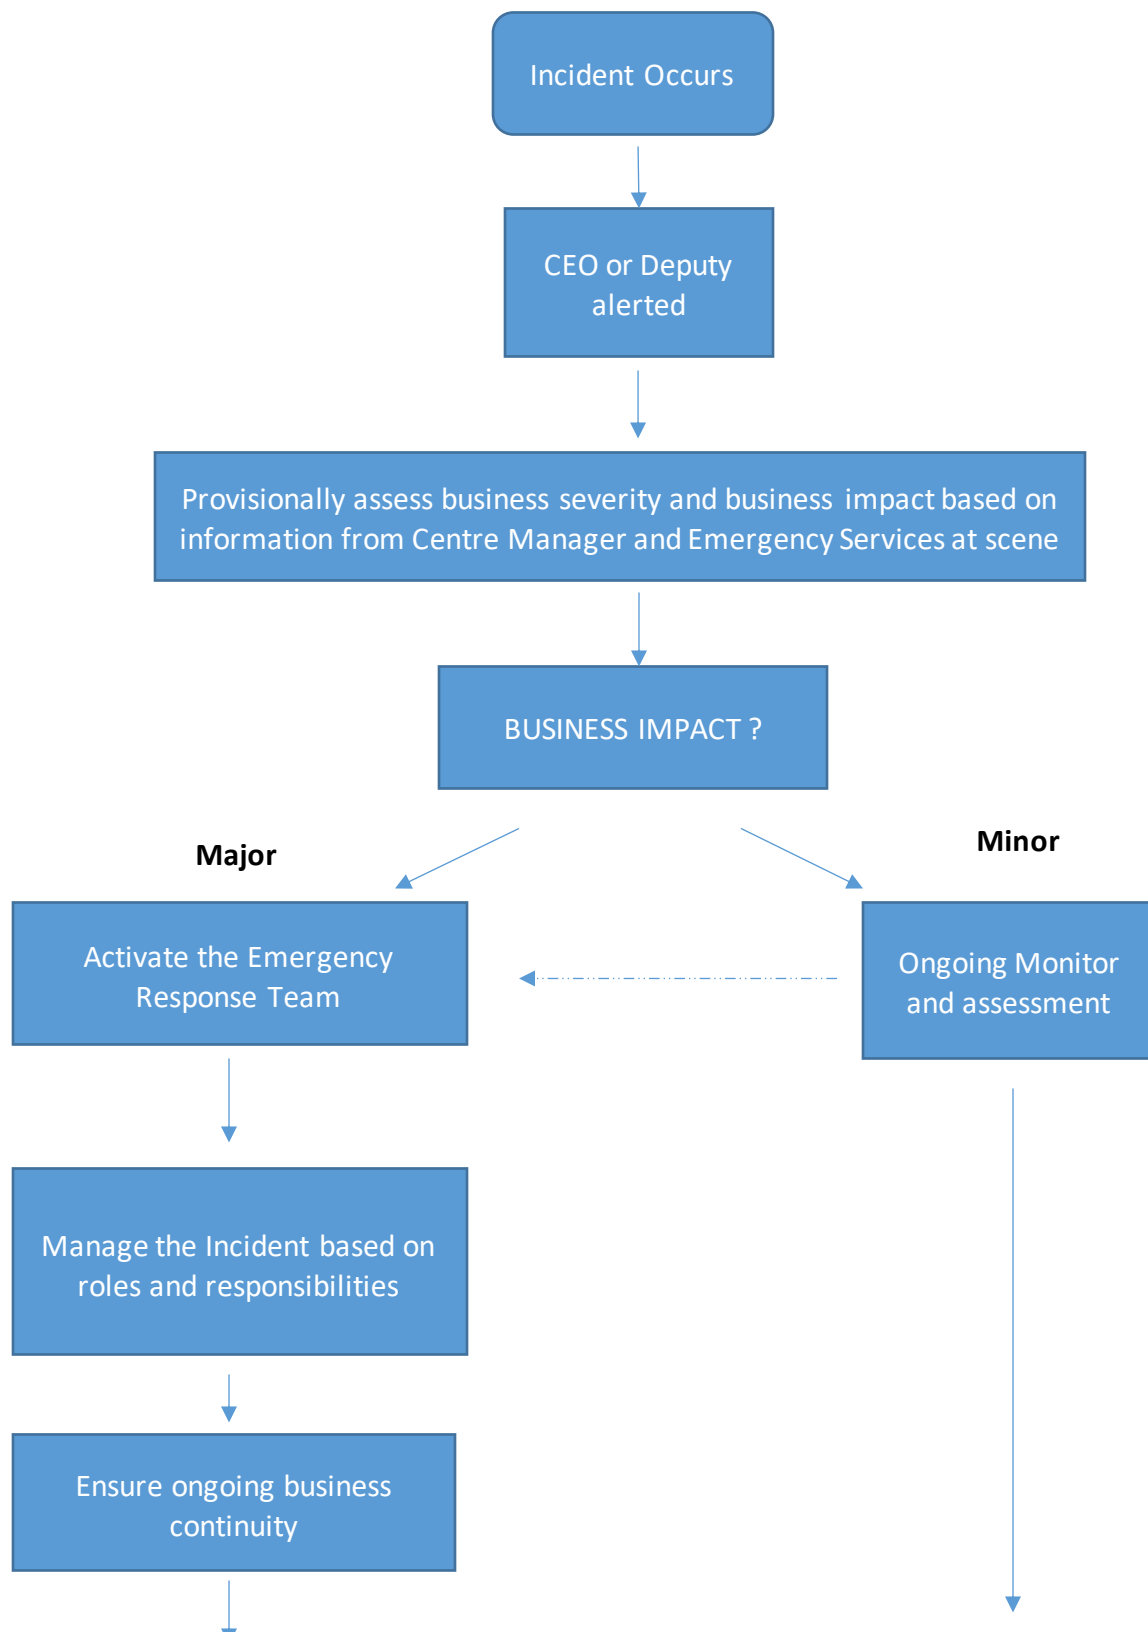 Incident Occurs
CEO or Deputy
alerted
Provisionally assess business severity and business impact based on
information from Centre Manager and Emergency Services at scene
BUSINESS IMPACT ?
Major
Minor
Activate the Emergency
Response Team
Ongoing Monitor
and assessment
Manage the Incident based on
roles and responsibilities
Ensure ongoing business
continuity